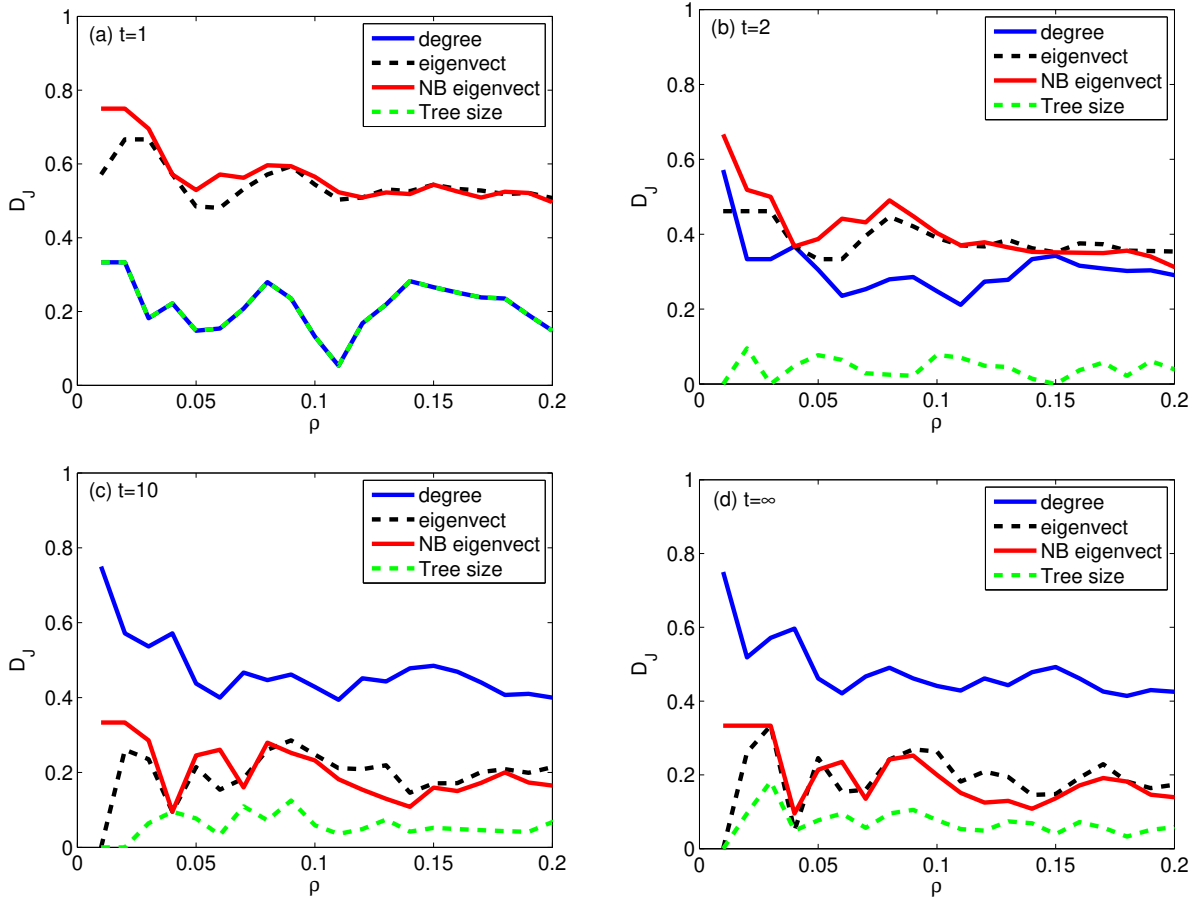 (a) t=1
degree
eigenvect
NB eigenvect
Tree size
1
0.8
0.6
0.4
0.2
0
D_J
0 0.05 0.1 0.15 0.2
ρ
(b) t=2
degree
eigenvect
NB eigenvect
Tree size
1
0.8
0.6
0.4
0.2
0
D_J
0 0.05 0.1 0.15 0.2
ρ
(c) t=10
degree
eigenvect
NB eigenvect
Tree size
1
0.8
0.6
0.4
0.2
0
D_J
0 0.05 0.1 0.15 0.2
ρ
(d) t=∞
degree
eigenvect
NB eigenvect
Tree size
1
0.8
0.6
0.4
0.2
0
D_J
0 0.05 0.1 0.15 0.2
ρ